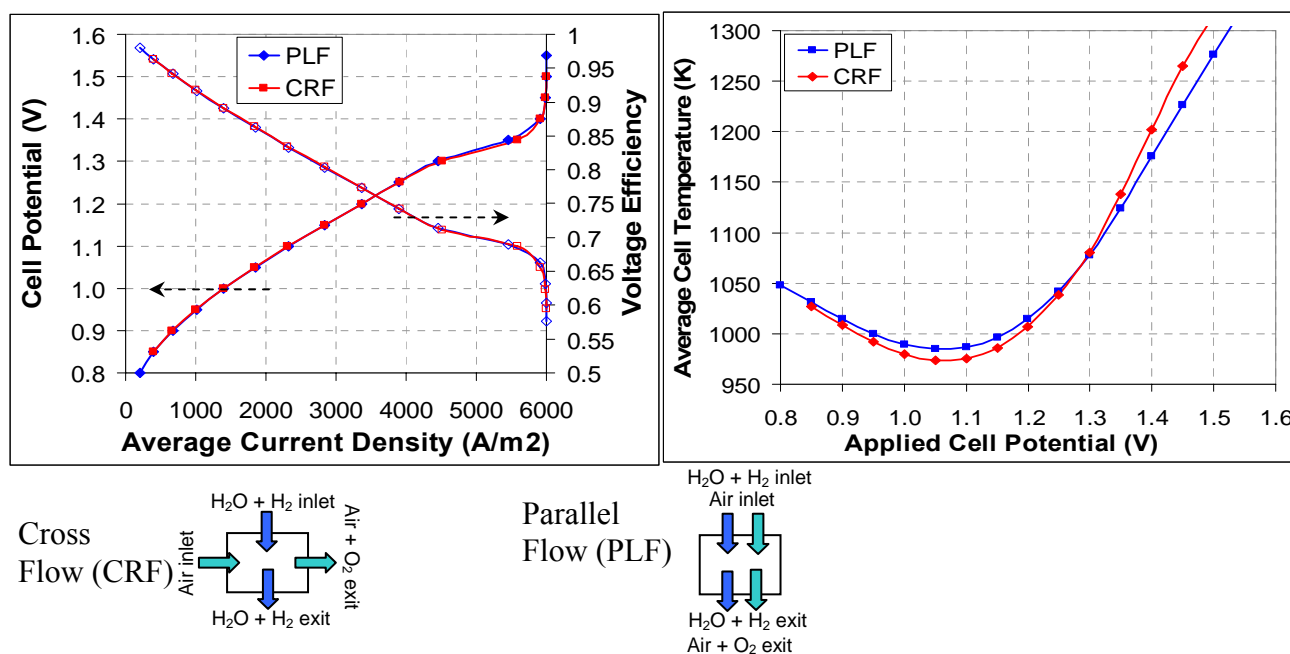 1.6
1.5
1.4
1.3
1.2
1.1
1.0
0.9
0.8
Cell Potential (V)
PLF
CRF
1
0.95
0.9
0.85
0.8
0.75
0.7
0.65
0.6
0.55
0.5
Voltage Efficiency
0 1000 2000 3000 4000 5000 6000
Average Current Density (A/m2)
1300
1250
1200
1150
1100
1050
1000
950
Average Cell Temperature (K)
PLF
CRF
0.8 0.9 1.0 1.1 1.2 1.3 1.4 1.5 1.6
Applied Cell Potential (V)
Cross
Flow (CRF)
H₂O + H₂ inlet
Air inlet
Air + O₂ exit
H₂O + H₂ exit
Parallel
Flow (PLF)
H₂O + H₂ inlet
Air inlet
H₂O + H₂ exit
Air + O₂ exit